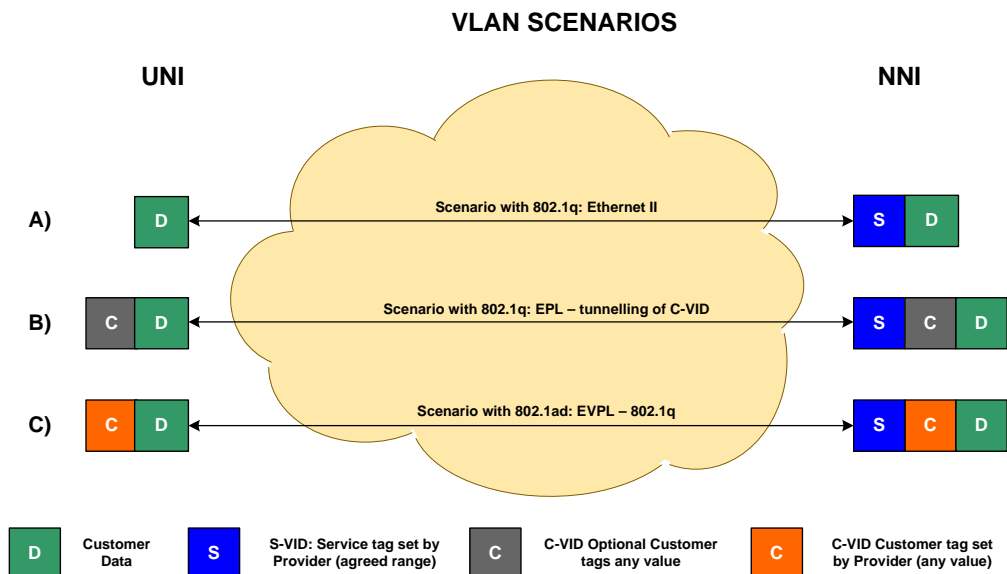 VLAN SCENARIOS
UNI
NNI
A)
D
Scenario with 802.1q: Ethernet II
S
D
B)
C
D
Scenario with 802.1q: EPL – tunnelling of C-VID
S
C
D
C)
C
D
Scenario with 802.1ad: EVPL – 802.1q
S
C
D
D
Customer
Data
S
S-VID: Service tag set by
Provider (agreed range)
C
C-VID Optional Customer
tags any value
C
C-VID Customer tag set
by Provider (any value)